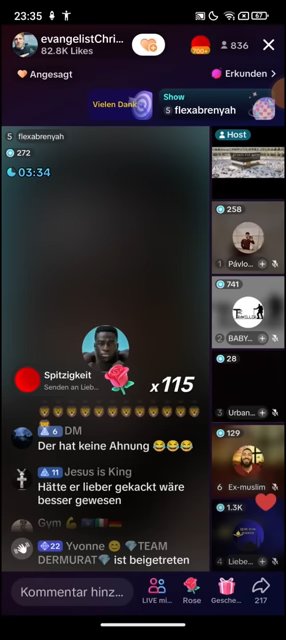 23:35
67
evangelistChri...
82.8K Likes
700+
836
Angesagt
Erkunden >
Vielen Dank
Show
5 flexabrenyah
5 flexabrenyah
272
03:34
Host
258
1 Pávlo...
741
2 BABY...
28
3 Urban...
129
6 Ex-muslim
1.3K
4 Liebe...
Spitzigkeit
Senden an Lieb...
x115
6 DM
Der hat keine Ahnung 😂😂😂
11 Jesus is King
Hätte er lieber gekackt wäre
besser gewesen
Gym 💪 🇪🇺🇮🇹🇩🇪
22 Yvonne 😊 💎TEAM
DERMURAT💎 ist beigetreten
Kommentar hinz...
LIVE mi...
Rose
Gesche...
217